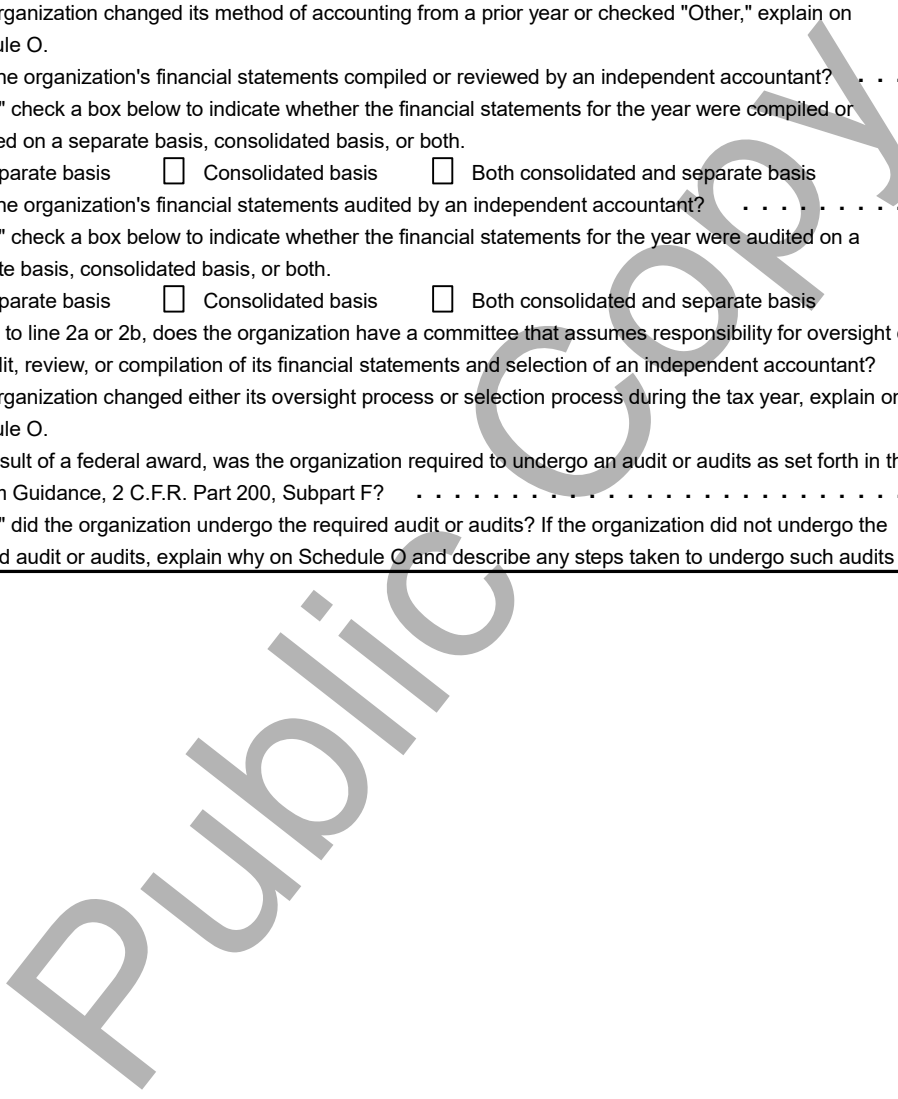 rganization changed its method of accounting from a prior year or checked "Other," explain on
ule O.
he organization's financial statements compiled or reviewed by an independent accountant? . .
" check a box below to indicate whether the financial statements for the year were compiled or
ed on a separate basis, consolidated basis, or both.
parate basis Consolidated basis Both consolidated and separate basis
he organization's financial statements audited by an independent accountant? . . . . . . . . .
" check a box below to indicate whether the financial statements for the year were audited on a
te basis, consolidated basis, or both.
parate basis Consolidated basis Both consolidated and separate basis
to line 2a or 2b, does the organization have a committee that assumes responsibility for oversight
dit, review, or compilation of its financial statements and selection of an independent accountant?
rganization changed either its oversight process or selection process during the tax year, explain on
ule O.
sult of a federal award, was the organization required to undergo an audit or audits as set forth in th
m Guidance, 2 C.F.R. Part 200, Subpart F? . . . . . . . . . . . . . . . . . . . . . . . . . .
" did the organization undergo the required audit or audits? If the organization did not undergo the
d audit or audits, explain why on Schedule O and describe any steps taken to undergo such audits
Public Copy